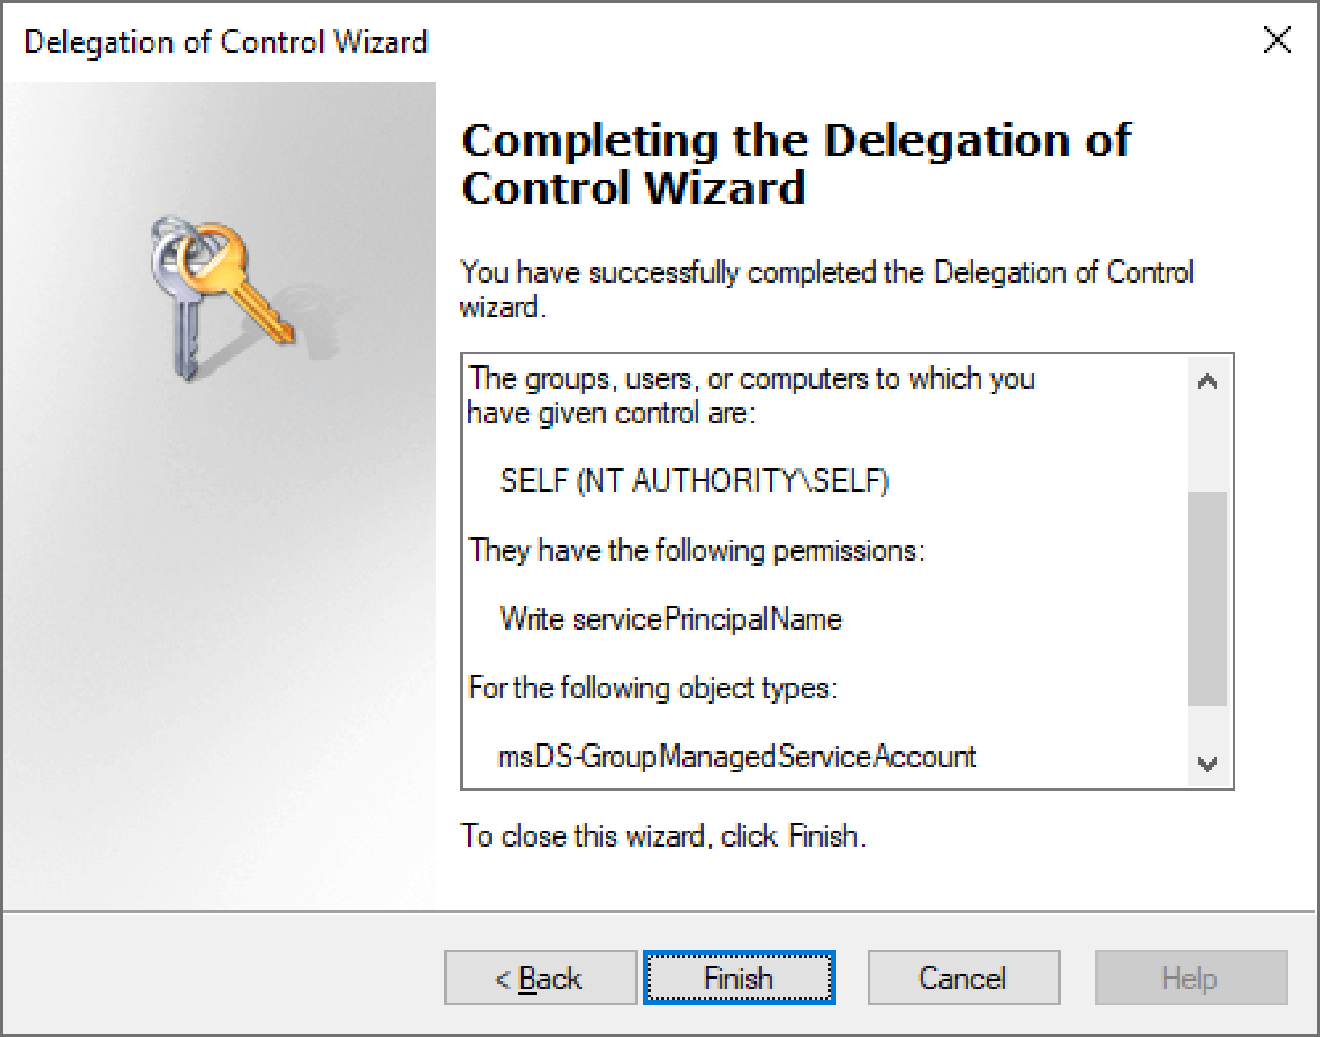 Delegation of Control Wizard
Completing the Delegation of
Control Wizard
You have successfully completed the Delegation of Control
wizard.
The groups, users, or computers to which you
have given control are:
SELF (NT AUTHORITY\SELF)
They have the following permissions:
Write servicePrincipalName
For the following object types:
msDS-GroupManagedServiceAccount
To close this wizard, click Finish.
< Back
Finish
Cancel
Help